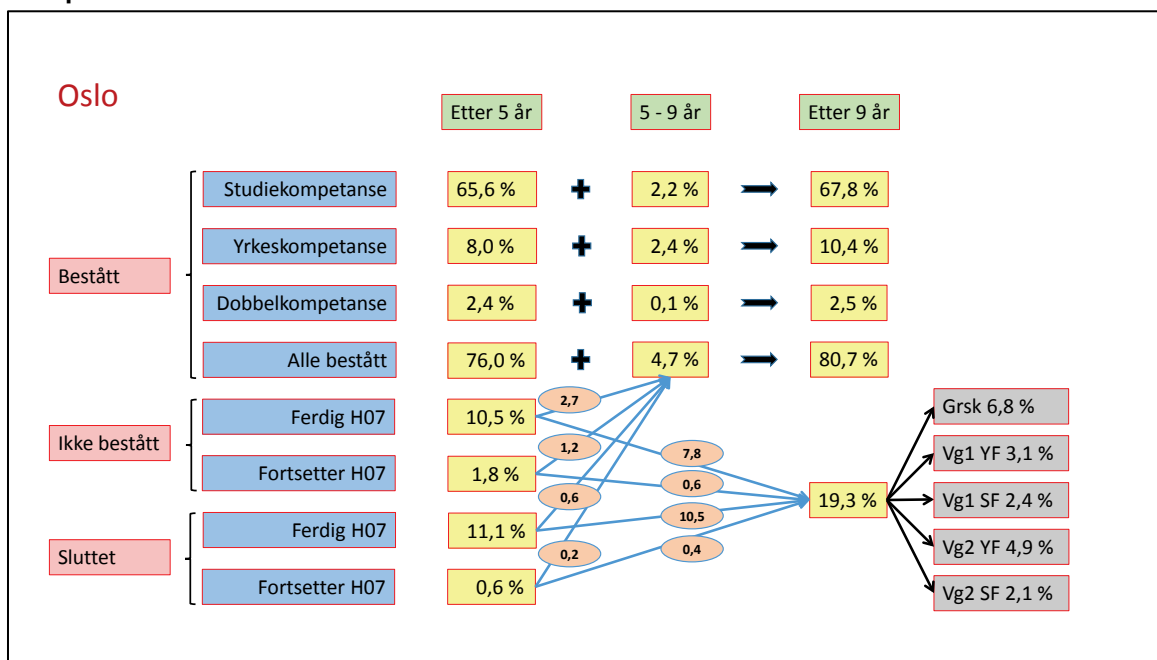 Oslo
Etter 5 år
5 - 9 år
Etter 9 år
Bestått
Studiekompetanse
65,6 %
2,2 %
67,8 %
Yrkeskompetanse
8,0 %
2,4 %
10,4 %
Dobbelkompetanse
2,4 %
0,1 %
2,5 %
Alle bestått
76,0 %
4,7 %
80,7 %
Ikke bestått
Ferdig H07
10,5 %
2,7
7,8
Fortsetter H07
1,8 %
1,2
0,6
Sluttet
Ferdig H07
11,1 %
0,6
10,5
Fortsetter H07
0,6 %
0,2
0,4
19,3 %
Grsk 6,8 %
Vg1 YF 3,1 %
Vg1 SF 2,4 %
Vg2 YF 4,9 %
Vg2 SF 2,1 %